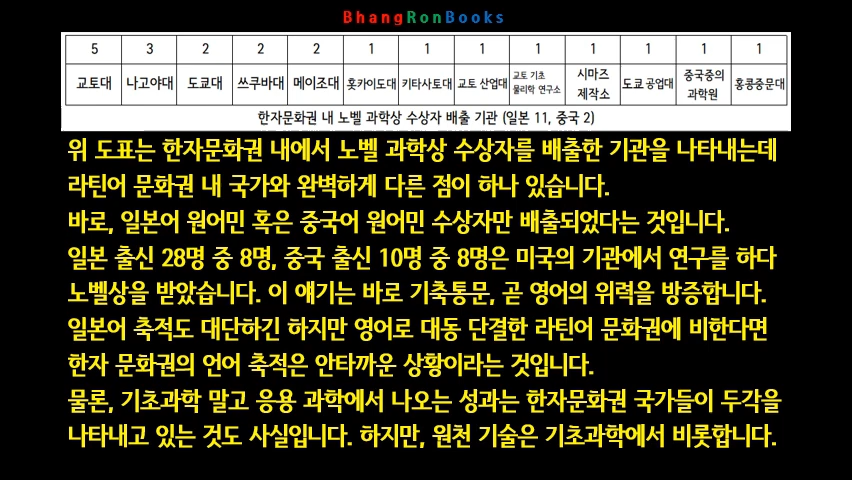 BhangRonBooks
5 3 2 2 2 1 1 1 1 1 1 1 1
교토대 나고야대 도쿄대 쓰쿠바대 메이조대 홋카이도대 키타사토대 교토 산업대 교토 기초 물리학 연구소 시마즈 제작소 도쿄 공업대 중국중의 과학원 홍콩중문대
한자문화권 내 노벨 과학상 수상자 배출 기관 (일본 11, 중국 2)
위 도표는 한자문화권 내에서 노벨 과학상 수상자를 배출한 기관을 나타내는데
라틴어 문화권 내 국가와 완벽하게 다른 점이 하나 있습니다.
바로, 일본어 원어민 혹은 중국어 원어민 수상자만 배출되었다는 것입니다.
일본 출신 28명 중 8명, 중국 출신 10명 중 8명은 미국의 기관에서 연구를 하다
노벨상을 받았습니다. 이 얘기는 바로 기축통문, 곧 영어의 위력을 방증합니다.
일본어 축적도 대단하긴 하지만 영어로 대동 단결한 라틴어 문화권에 비한다면
한자 문화권의 언어 축적은 안타까운 상황이라는 것입니다.
물론, 기초과학 말고 응용 과학에서 나오는 성과는 한자문화권 국가들이 두각을
나타내고 있는 것도 사실입니다. 하지만, 원천 기술은 기초과학에서 비롯합니다.